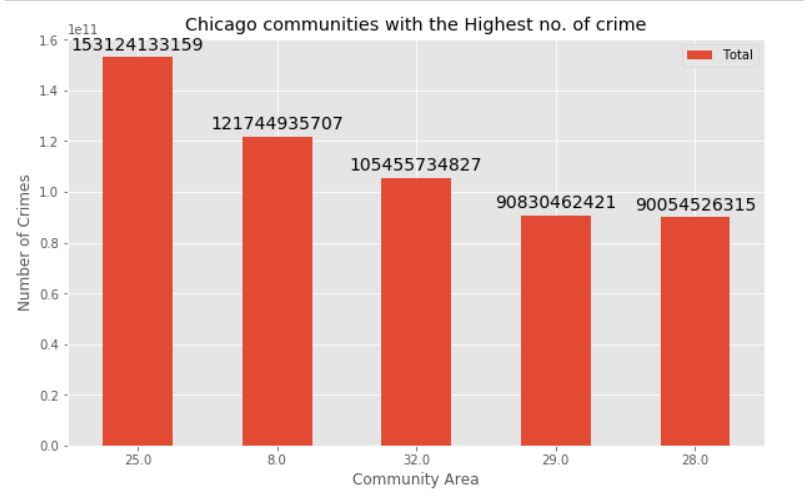 Chicago communities with the Highest no. of crime
1e11
Total
153124133159
121744935707
105455734827
90830462421
90054526315
1.6
1.4
1.2
1.0
0.8
0.6
0.4
0.2
0.0
Number of Crimes
25.0 8.0 32.0 29.0 28.0
Community Area